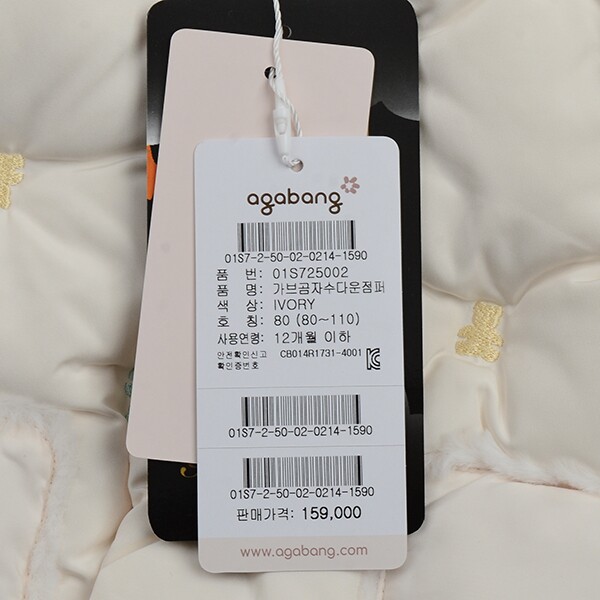 agabang
01S7-2-50-02-0214-1590
품 번: 01S725002
품 명: 가브곰자수다운점퍼
색 상: IVORY
호 칭: 80 (80~110)
사용연령: 12개월 이하
안전확인신고
확인증번호 CB014R1731-4001
01S7-2-50-02-0214-1590
01S7-2-50-02-0214-1590
판매가격: 159,000
www.agabang.com